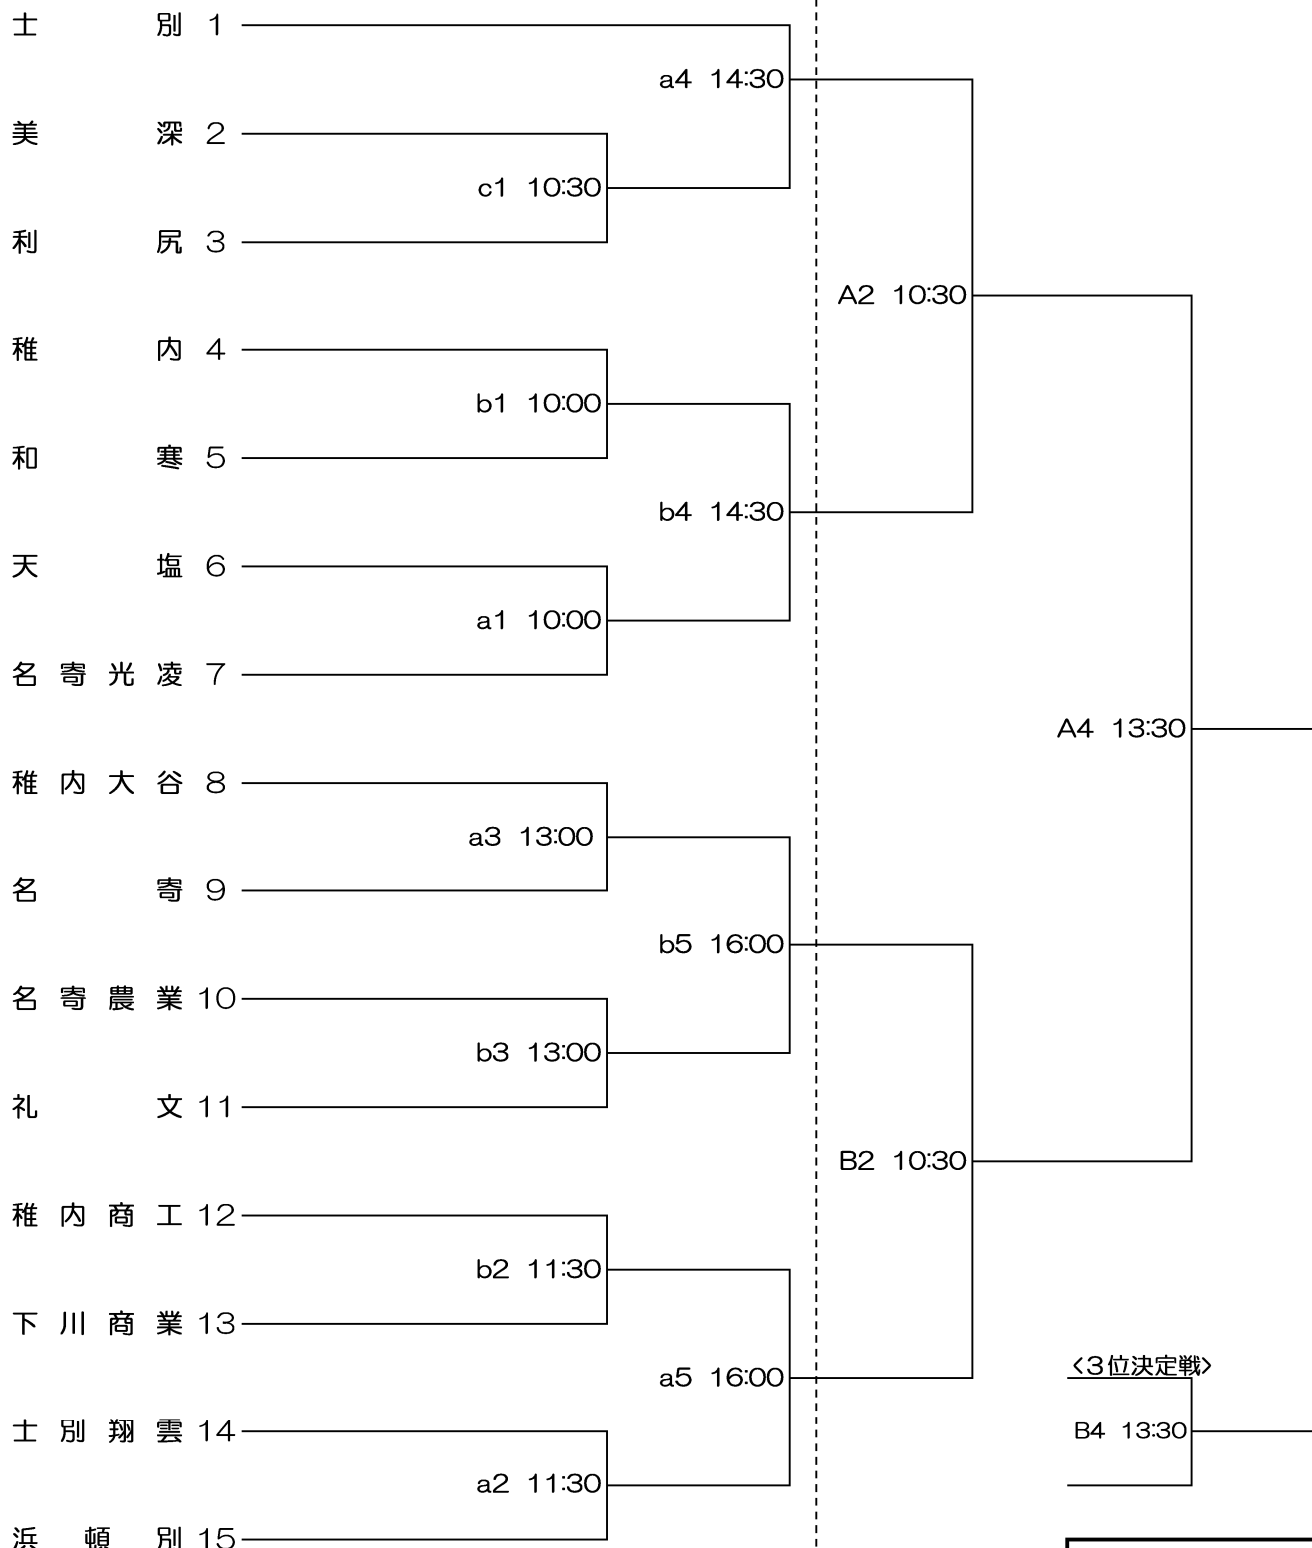 士別 1
a4 14:30
美深 2
c1 10:30
利尻 3
A2 10:30
稚内 4
b1 10:00
和寒 5
b4 14:30
天塩 6
a1 10:00
名寄光凌 7
A4 13:30
稚内大谷 8
a3 13:00
名寄 9
b5 16:00
名寄農業 10
b3 13:00
礼文 11
B2 10:30
稚内商工 12
b2 11:30
下川商業 13
<3位決定戦>
a5 16:00
士別翔雲 14
B4 13:30
a2 11:30
浜頓別 15